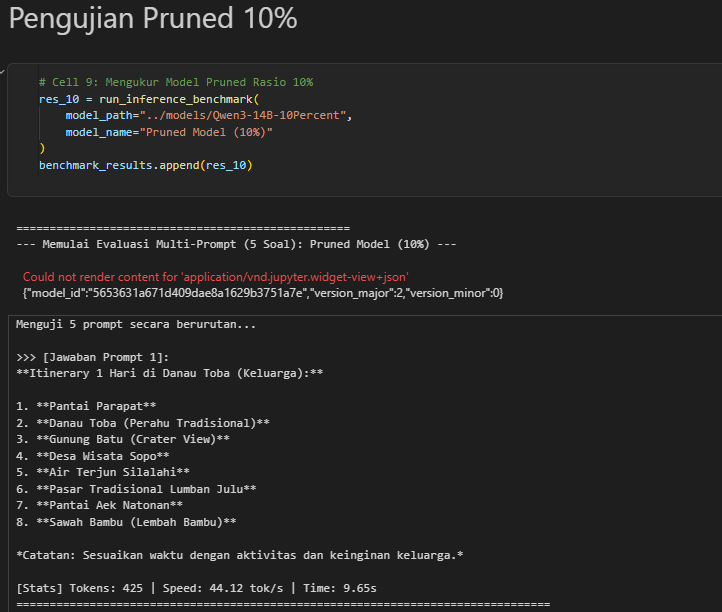 Pengujian Pruned 10%
# Cell 9: Mengukur Model Pruned Rasio 10%
res_10 = run_inference_benchmark(
    model_path="../models/Qwen3-14B-10Percent",
    model_name="Pruned Model (10%)"
)
benchmark_results.append(res_10)
==================================================
--- Memulai Evaluasi Multi-Prompt (5 Soal): Pruned Model (10%) ---
Could not render content for 'application/vnd.jupyter.widget-view+json'
{"model_id":"5653631a671d409dae8a1629b3751a7e","version_major":2,"version_minor":0}
Menguji 5 prompt secara berurutan...
>>> [Jawaban Prompt 1]:
**Itinerary 1 Hari di Danau Toba (Keluarga):**
1. **Pantai Parapat**
2. **Danau Toba (Perahu Tradisional)**
3. **Gunung Batu (Crater View)**
4. **Desa Wisata Sopo**
5. **Air Terjun Silalahi**
6. **Pasar Tradisional Lumban Julu**
7. **Pantai Aek Natonan**
8. **Sawah Bambu (Lembah Bambu)**
*Catatan: Sesuaikan waktu dengan aktivitas dan keinginan keluarga.*
[Stats] Tokens: 425 | Speed: 44.12 tok/s | Time: 9.65s
================================================================================